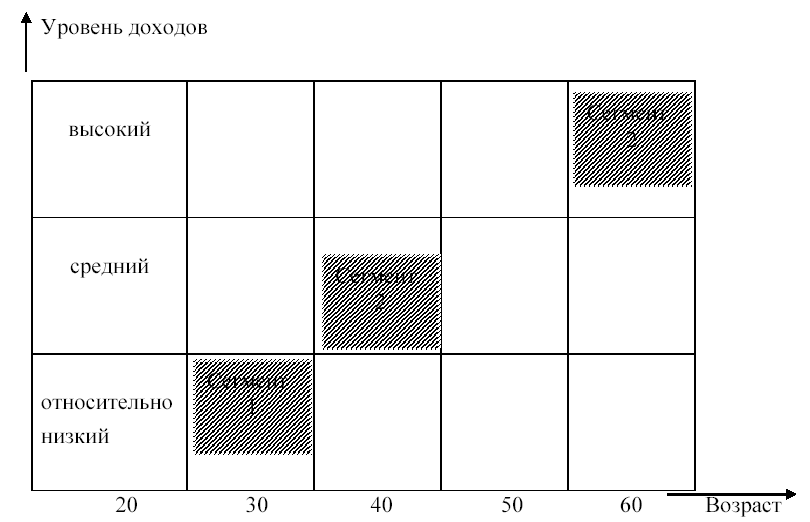 Уровень доходов
высокий
Сегмент
средний
Сегмент
2
относительно
низкий
Сегмент
1
20 30 40 50 60 Возраст